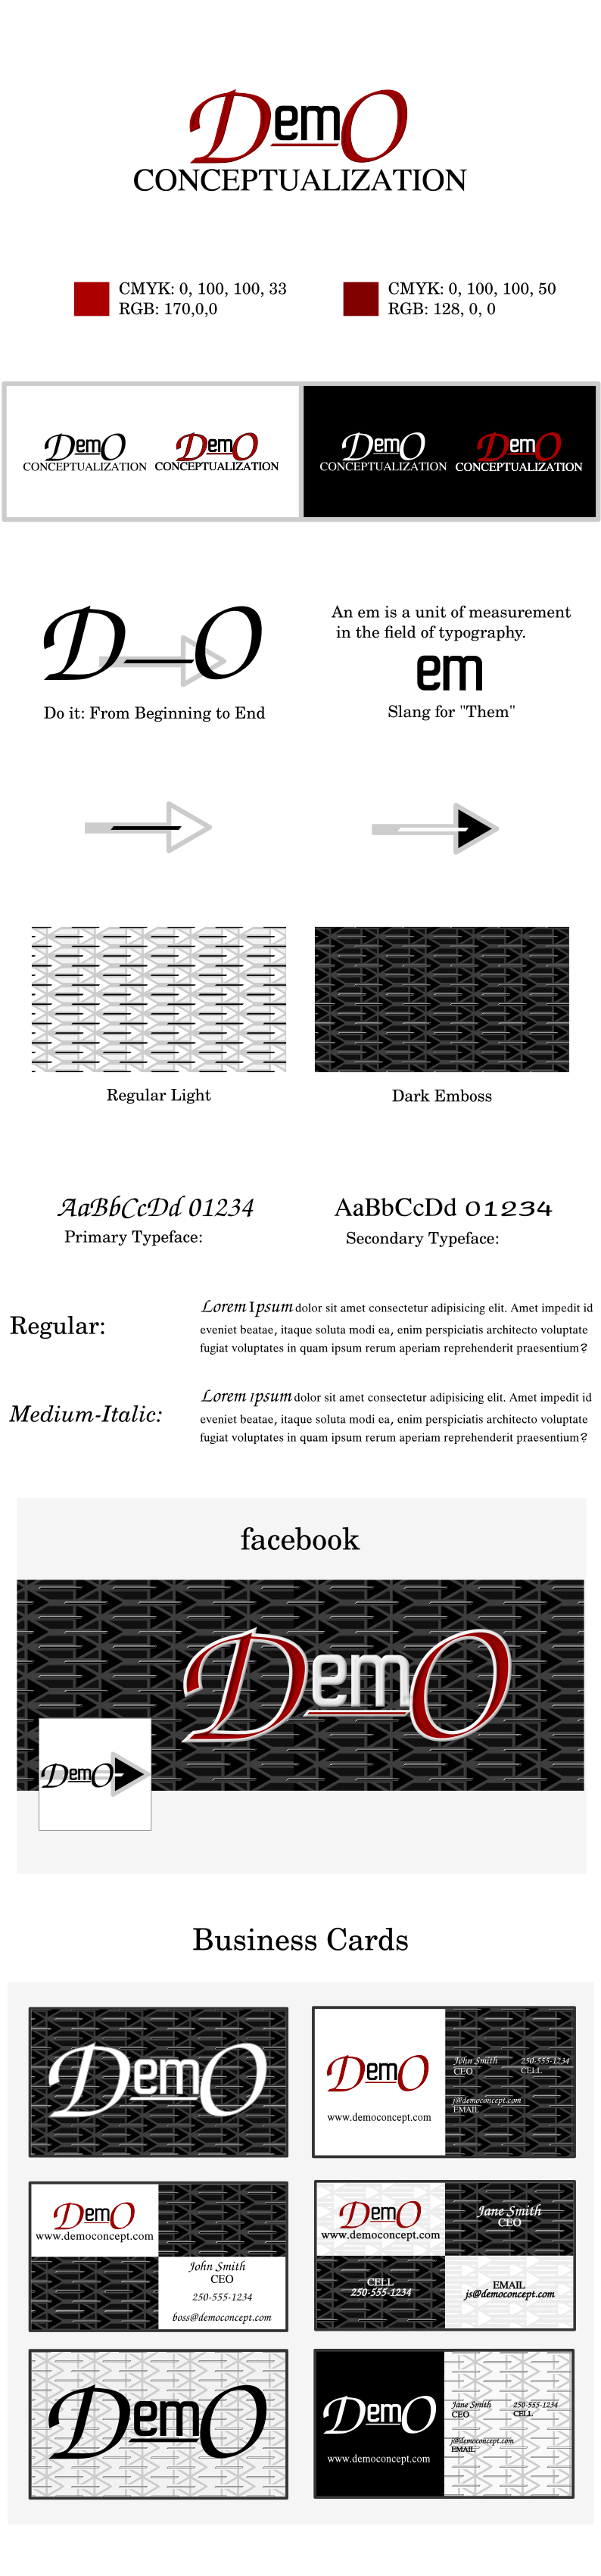 DemO
CONCEPTUALIZATION
CMYK: 0, 100, 100, 33
RGB: 170,0,0
CMYK: 0, 100, 100, 50
RGB: 128, 0, 0
DemO
CONCEPTUALIZATION
DemO
CONCEPTUALIZATION
DemO
CONCEPTUALIZATION
DemO
CONCEPTUALIZATION
D O
Do it: From Beginning to End
An em is a unit of measurement
in the field of typography.
em
Slang for "Them"
Regular Light
Dark Emboss
AaBbCcDd 01234
Primary Typeface:
AaBbCcDd 01234
Secondary Typeface:
Regular:
Lorem Ipsum dolor sit amet consectetur adipisicing elit. Amet impedit id
eveniet beatae, itaque soluta modi ea, enim perspiciatis architecto voluptate
fugiat voluptates in quam ipsum rerum aperiam reprehenderit praesentium?
Medium-Italic:
Lorem Ipsum dolor sit amet consectetur adipisicing elit. Amet impedit id
eveniet beatae, itaque soluta modi ea, enim perspiciatis architecto voluptate
fugiat voluptates in quam ipsum rerum aperiam reprehenderit praesentium?
facebook
DemO
DemO
Business Cards
DemO
DemO
www.democoncept.com
John Smith
CEO
250-555-1234
CELL
j@democoncept.com
EMAIL
DemO
www.democoncept.com
John Smith
CEO
250-555-1234
boss@democoncept.com
DemO
www.democoncept.com
Jane Smith
CEO
CELL
250-555-1234
EMAIL
js@democoncept.com
DemO
DemO
www.democoncept.com
Jane Smith
CEO
250-555-1234
CELL
j@democoncept.com
EMAIL